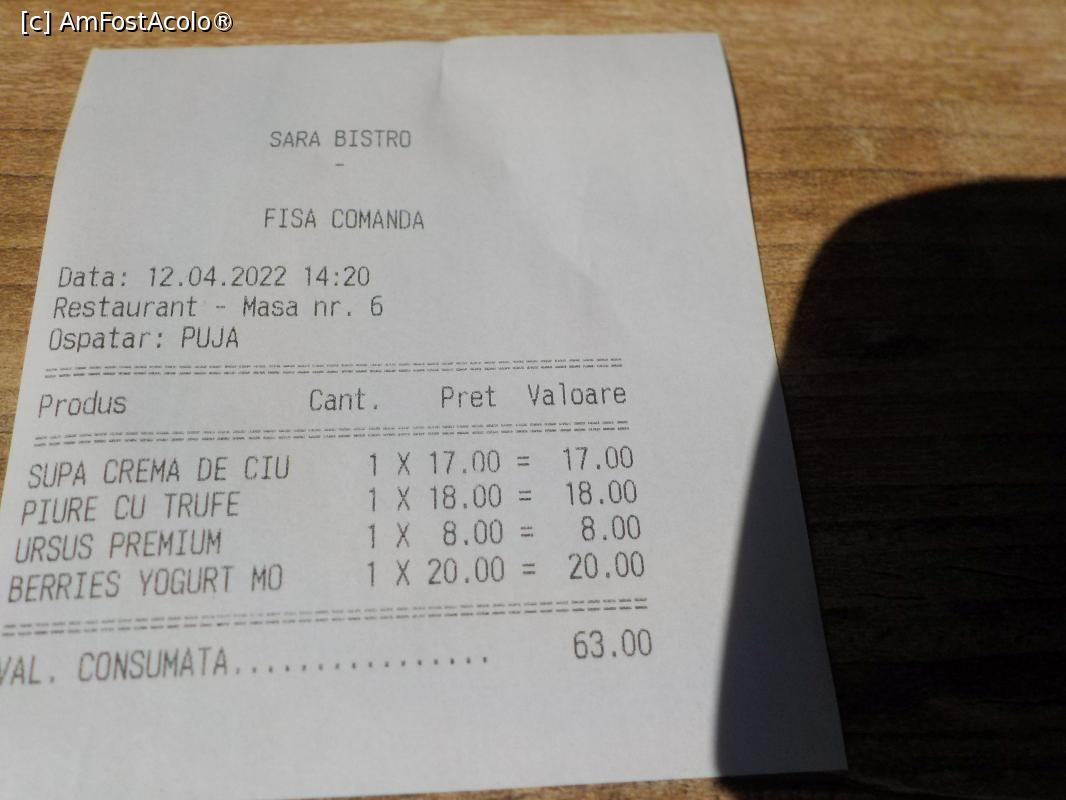 [c] AmFostAcolo®
SARA BISTRO
-
FISA COMANDA
Data: 12.04.2022 14:20
Restaurant - Masa nr. 6
Ospatar: PUJA
Produs Cant. Pret Valoare
SUPA CREMA DE CIU 1 X 17.00 = 17.00
PIURE CU TRUFE 1 X 18.00 = 18.00
URSUS PREMIUM 1 X 8.00 = 8.00
BERRIES YOGURT MO 1 X 20.00 = 20.00
VAL. CONSUMATA................ 63.00